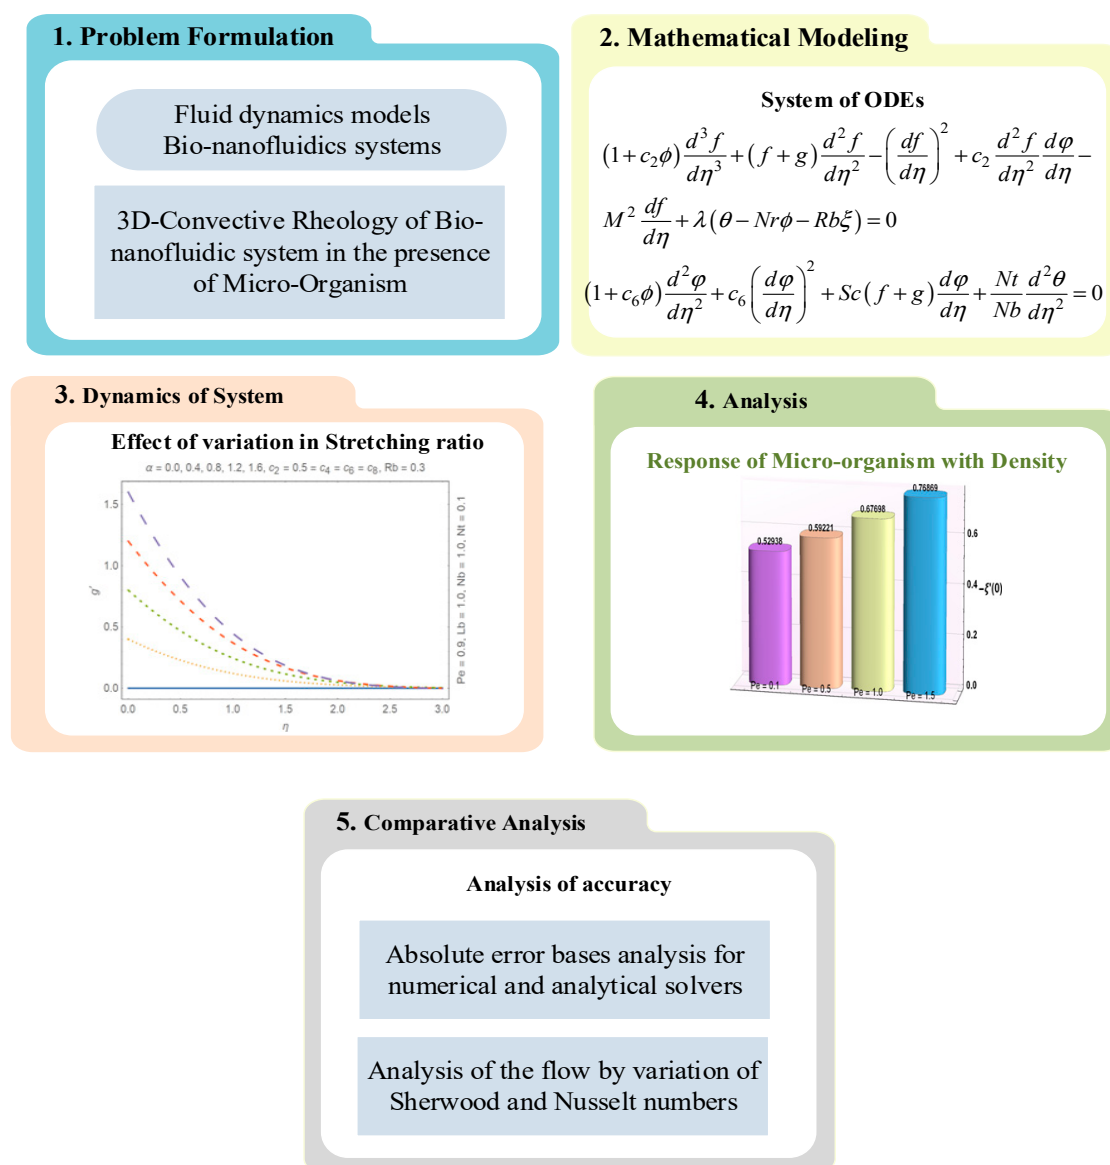 1. Problem Formulation
Fluid dynamics models
Bio-nanofluidics systems
3D-Convective Rheology of Bio-
nanofluidic system in the presence
of Micro-Organism
2. Mathematical Modeling
System of ODEs
(1+c₂ϕ) d³f/dη³ + (f+g) d²f/dη² − (df/dη)² + c₂ d²f/dη² dφ/dη −
M² df/dη + λ(θ − Nrϕ − Rbξ) = 0
(1+c₆ϕ) d²φ/dη² + c₆ (dφ/dη)² + Sc(f+g) dφ/dη + Nt/Nb d²θ/dη² = 0
3. Dynamics of System
Effect of variation in Stretching ratio
α = 0.0, 0.4, 0.8, 1.2, 1.6, c₂ = 0.5 = c₄ = c₆ = c₈, Rb = 0.3
1.5
1.0
0.5
0.0
g′
0.0 0.5 1.0 1.5 2.0 2.5 3.0
η
Pe = 0.9, Lb = 1.0, Nb = 1.0, Nt = 0.1
4. Analysis
Response of Micro-organism with Density
0.52938
0.59221
0.67698
0.76869
0.6
0.4
−ξ′(0)
0.2
0.0
Pe = 0.1
Pe = 0.5
Pe = 1.0
Pe = 1.5
5. Comparative Analysis
Analysis of accuracy
Absolute error bases analysis for
numerical and analytical solvers
Analysis of the flow by variation of
Sherwood and Nusselt numbers